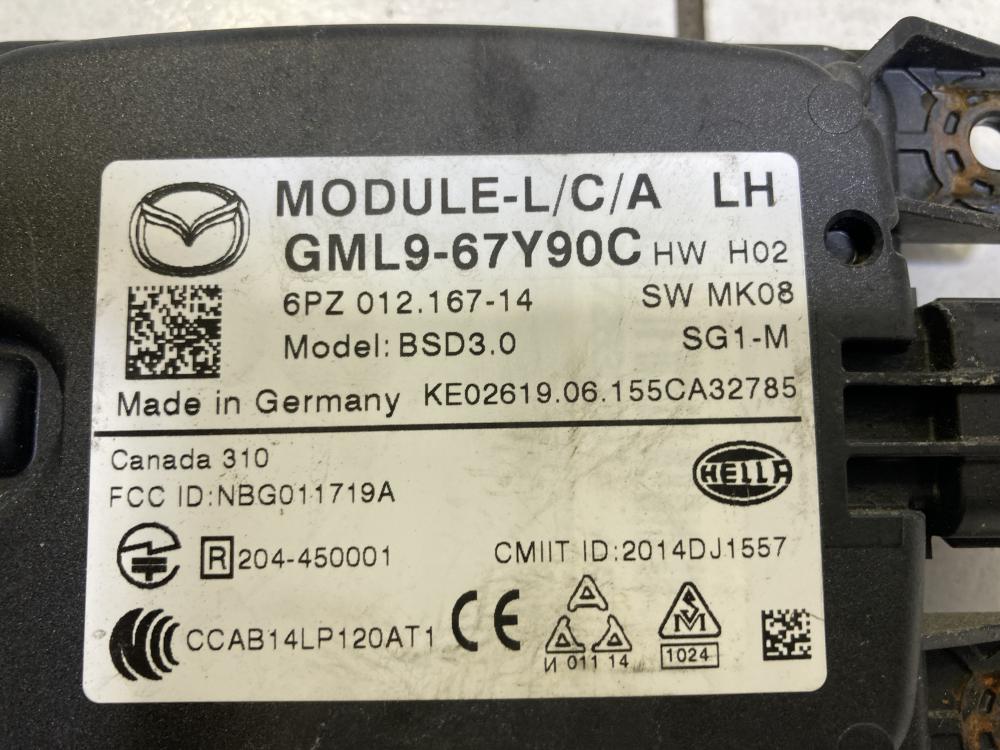 MODULE-L/C/A LH
GML9-67Y90C HW H02
6PZ 012.167-14 SW MK08
Model: BSD3.0 SG1-M
Made in Germany KE02619.06.155CA32785
Canada 310
HELLA
FCC ID:NBG011719A
R 204-450001 CMIIT ID:2014DJ1557
CCAB14LP120AT1 CE
И 011 14
1024